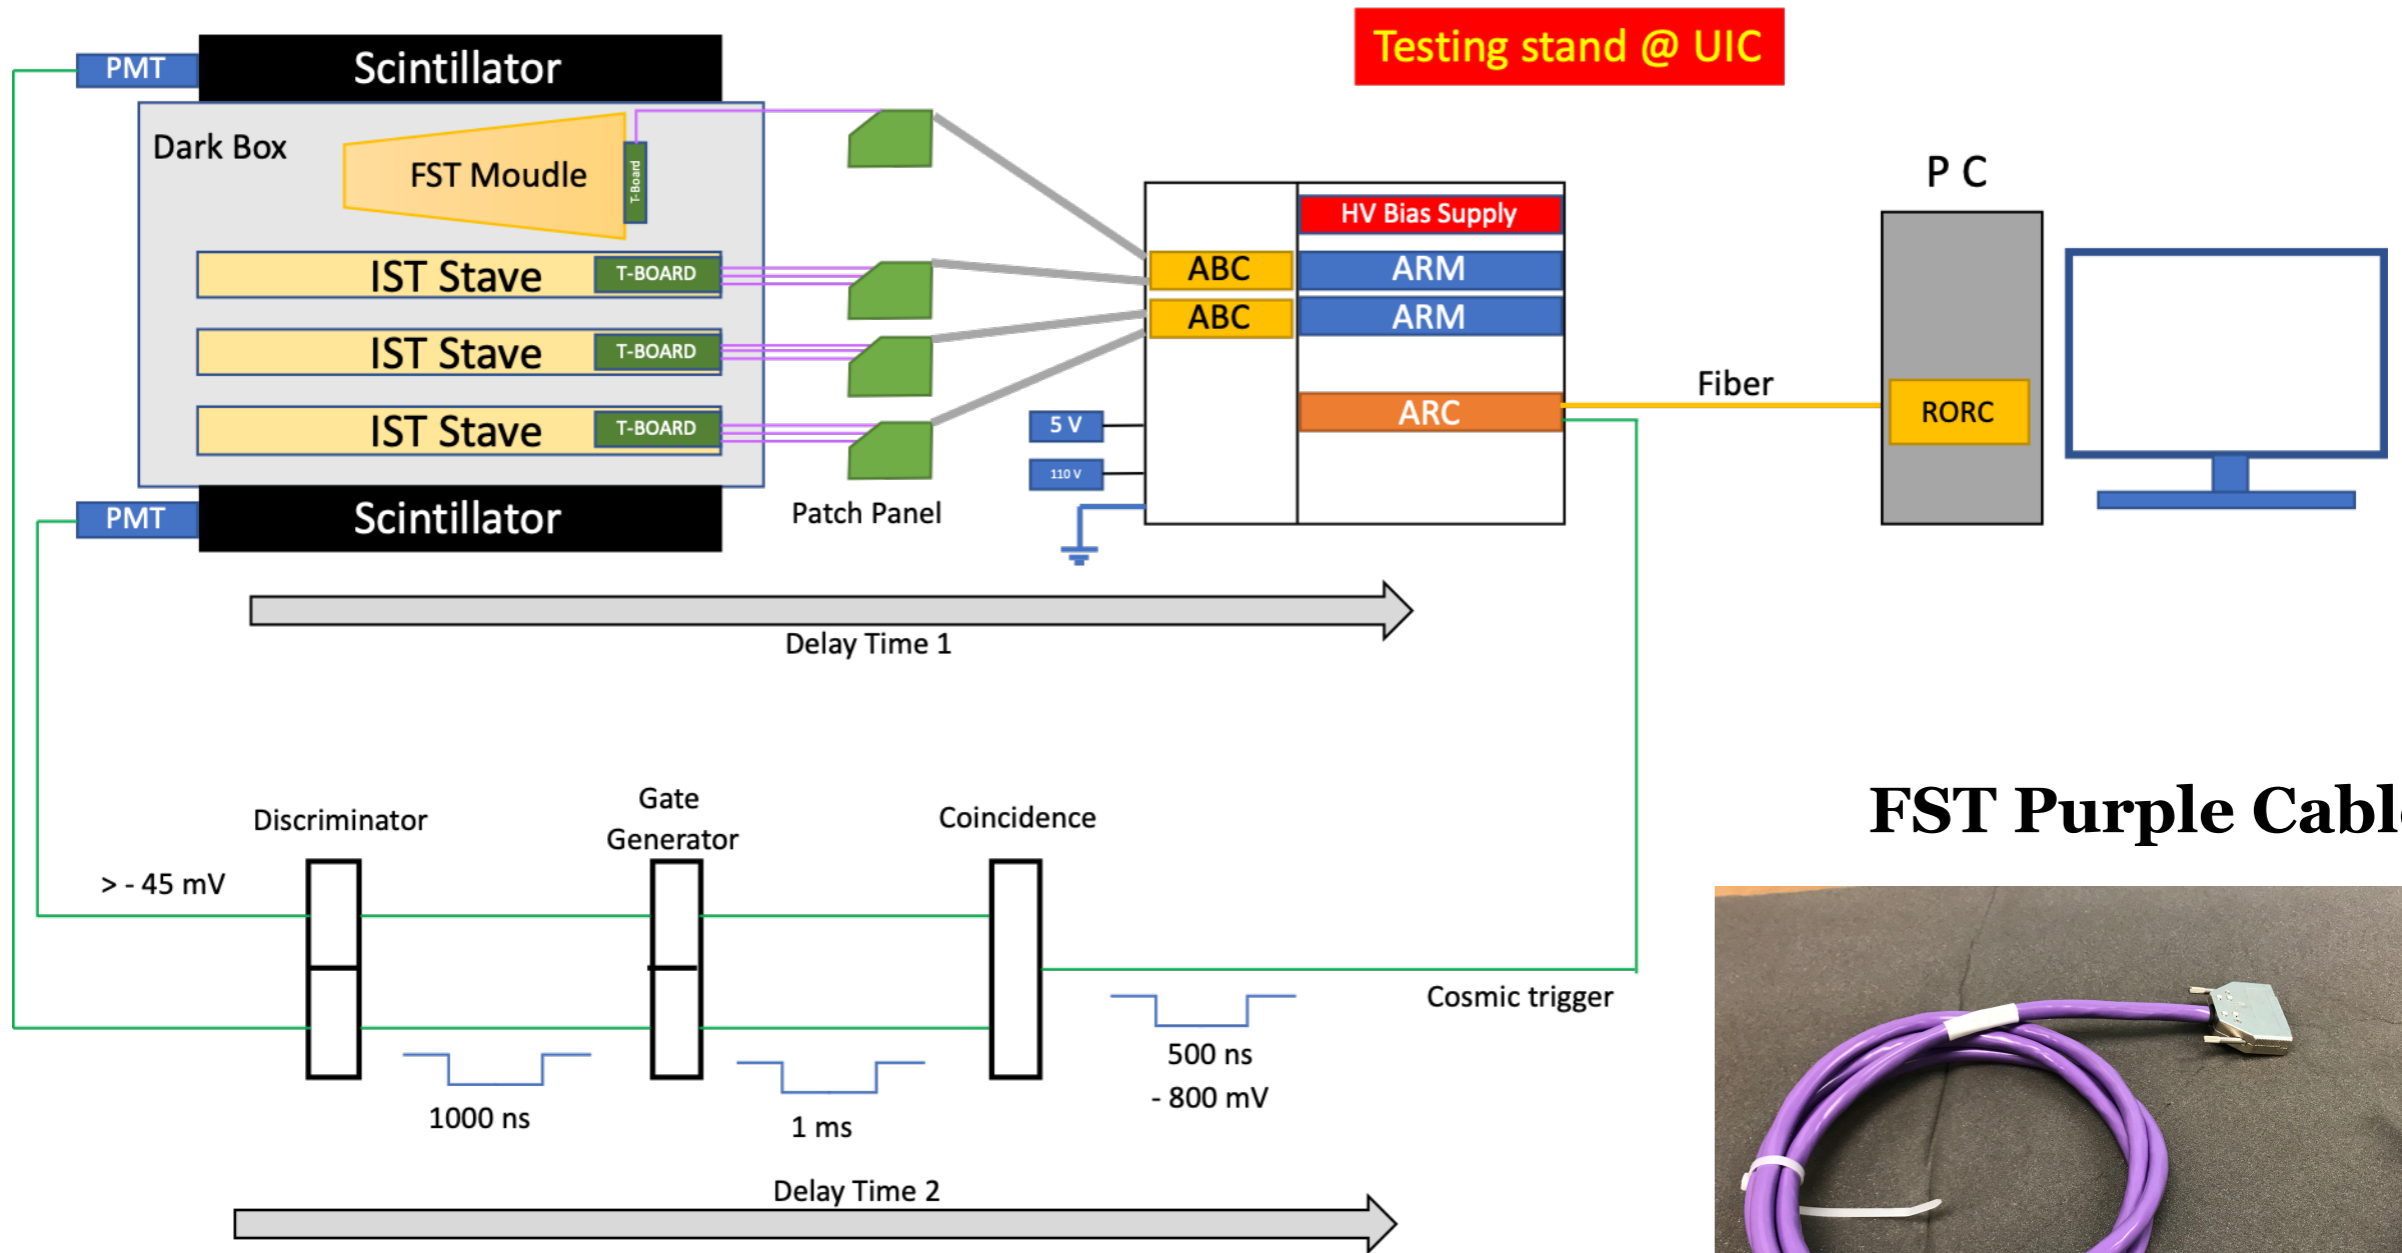 Testing stand @ UIC
PMT
Scintillator
Dark Box
FST Moudle
T-Board
IST Stave
T-BOARD
IST Stave
T-BOARD
IST Stave
T-BOARD
PMT
Scintillator
Patch Panel
HV Bias Supply
ABC
ARM
ABC
ARM
ARC
5 V
110 V
Fiber
P C
RORC
Delay Time 1
Discriminator
Gate
Generator
Coincidence
> - 45 mV
1000 ns
1 ms
500 ns
- 800 mV
Cosmic trigger
Delay Time 2
FST Purple Cable